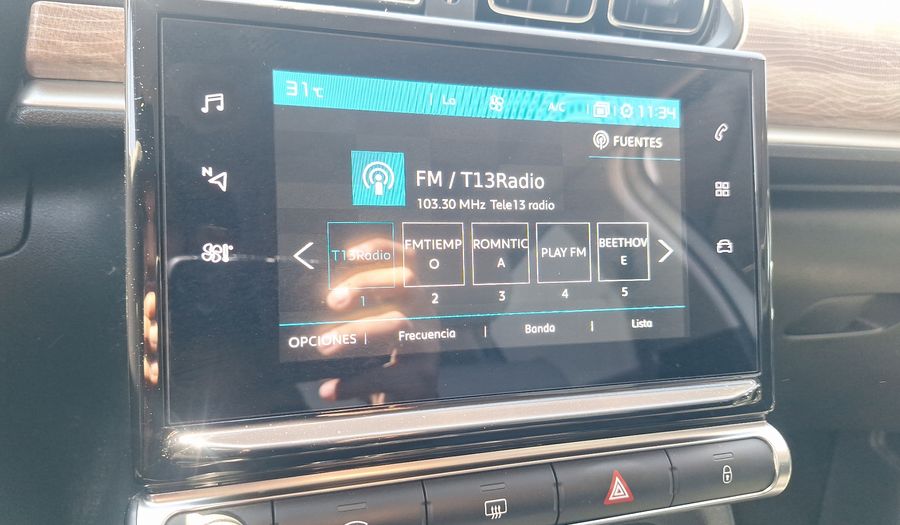 31°C Lo A/C 11:34
FUENTES
N
FM / T13Radio
103.30 MHz Tele13 radio
T13Radio
FMTIEMP
O
ROMNTIC
A
PLAY FM
BEETHOV
E
1 2 3 4 5
OPCIONES | Frecuencia | Banda | Lista